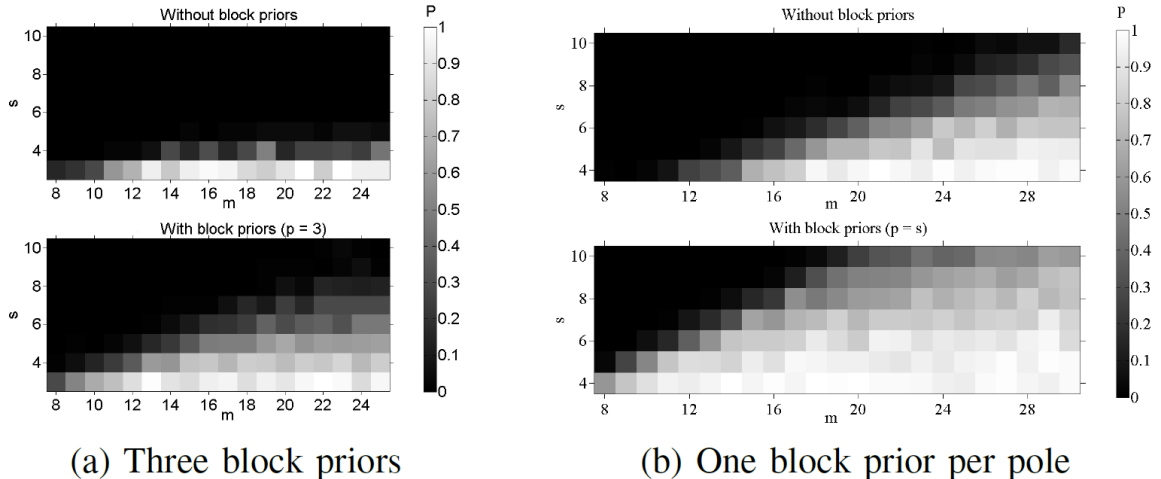 Without block priors
P
1
0.9
0.8
0.7
0.6
0.5
0.4
0.3
0.2
0.1
0
10
8
6
4
s
8 10 12 14 16 18 20 22 24
m
With block priors (p = 3)
10
8
6
4
s
8 10 12 14 16 18 20 22 24
m
(a) Three block priors
Without block priors
P
1
0.9
0.8
0.7
0.6
0.5
0.4
0.3
0.2
0.1
0
10
8
6
4
s
8 12 16 20 24 28
m
With block priors (p = s)
10
8
6
4
s
8 12 16 20 24 28
m
(b) One block prior per pole